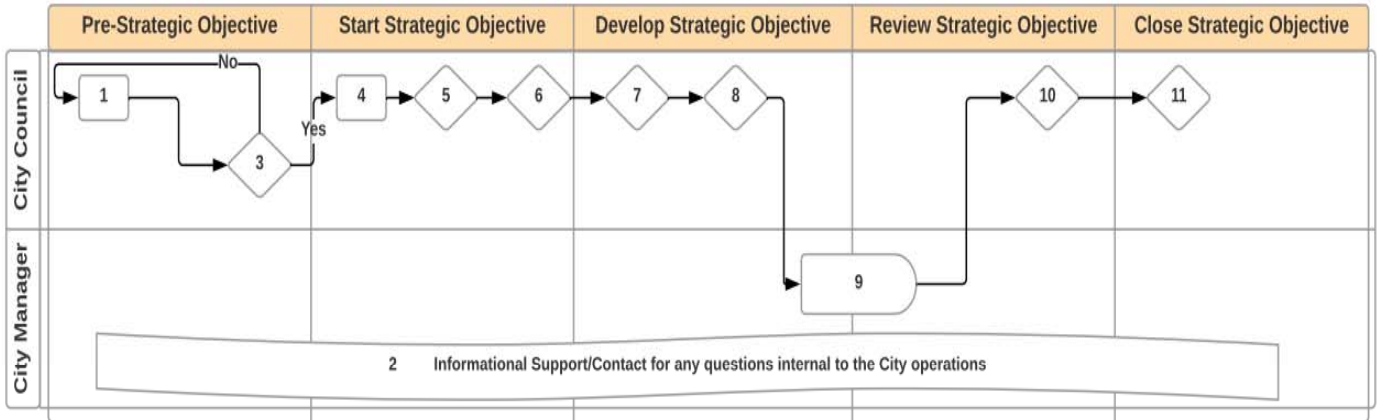 Pre-Strategic Objective
Start Strategic Objective
Develop Strategic Objective
Review Strategic Objective
Close Strategic Objective
City Council
No
1
3
Yes
4
5
6
7
8
10
11
City Manager
9
2 Informational Support/Contact for any questions internal to the City operations